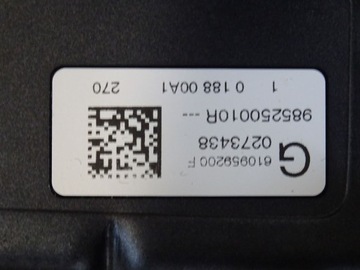 610959200 F
G 0273438
985250010R ---
1 0 188 00A1 270